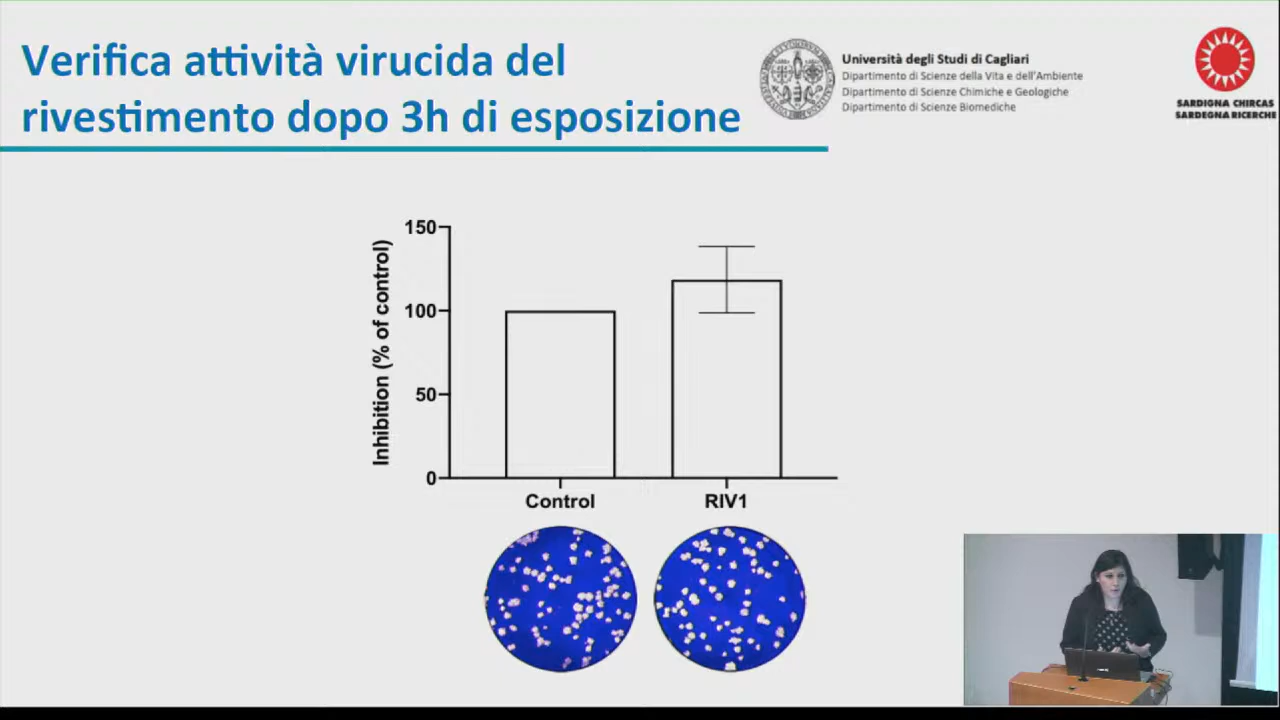 Verifica attività virucida del
rivestimento dopo 3h di esposizione
Università degli Studi di Cagliari
Dipartimento di Scienze della Vita e dell'Ambiente
Dipartimento di Scienze Chimiche e Geologiche
Dipartimento di Scienze Biomediche
SARDIGNA CHIRCAS
SARDEGNA RICERCHE
Inhibition (% of control)
150
100
50
0
Control
RIV1